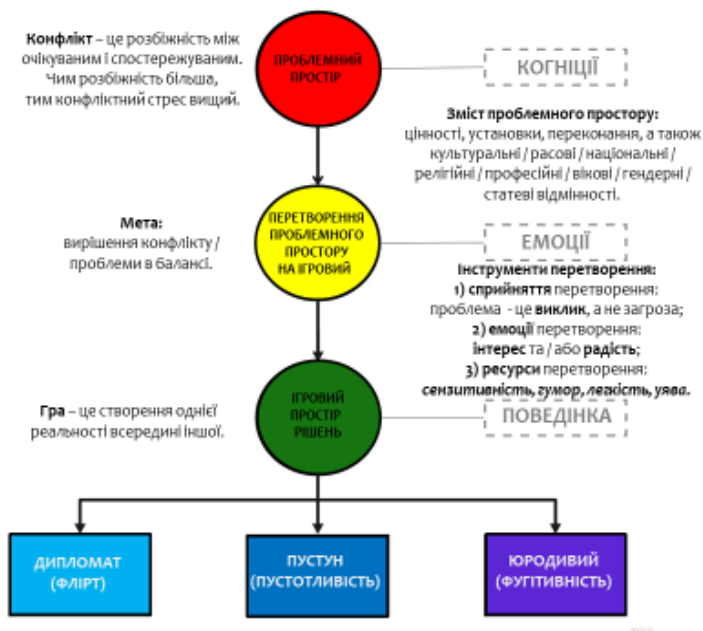 Конфлікт – це розбіжність між
очікуваним і спостережуваним.
Чим розбіжність більша,
тим конфліктний стрес вищий.
ПРОБЛЕМНИЙ
ПРОСТІР
КОГНІЦІЇ
Зміст проблемного простору:
цінності, установки, переконання, а також
культуральні / расові / національні /
релігійні / професійні / вікові / гендерні /
статеві відмінності.
Мета:
вирішення конфлікту /
проблеми в балансі.
ПЕРЕТВОРЕННЯ
ПРОБЛЕМНОГО
ПРОСТОРУ
НА ІГРОВИЙ
ЕМОЦІЇ
Інструменти перетворення:
1) сприйняття перетворення:
проблема - це виклик, а не загроза;
2) емоції перетворення:
інтерес та / або радість;
3) ресурси перетворення:
сензитивність, гумор, легкість, уява.
Гра – це створення однієї
реальності всередині іншої.
ІГРОВИЙ
ПРОСТІР
РІШЕНЬ
ПОВЕДІНКА
ДИПЛОМАТ
(ФЛІРТ)
ПУСТУН
(ПУСТОТЛИВІСТЬ)
ЮРОДИВИЙ
(ФУГІТИВНІСТЬ)